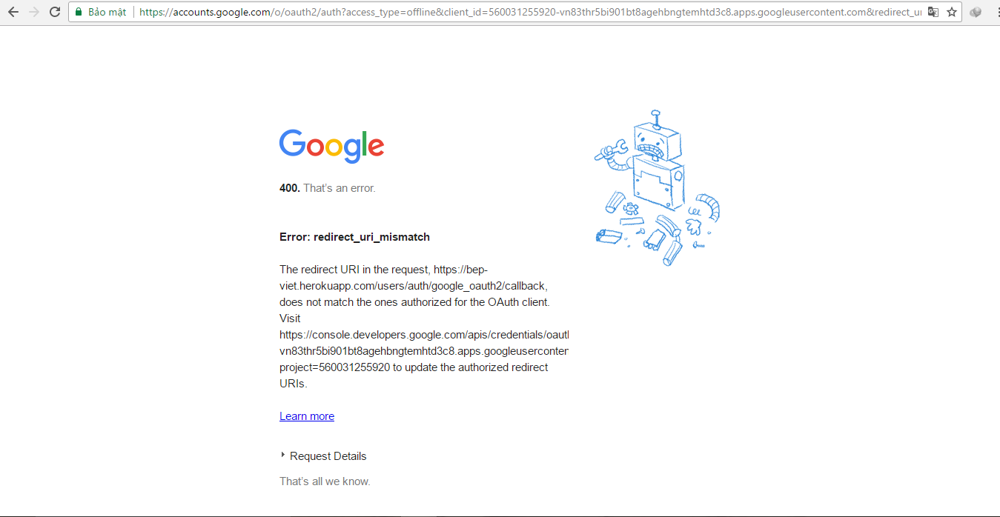 Bảo mật https://accounts.google.com/o/oauth2/auth?access_type=offline&client_id=560031255920-vn83thr5bi901bt8agehbngtemhtd3c8.apps.googleusercontent.com&redirect_u
Google
400. That's an error.
Error: redirect_uri_mismatch
The redirect URI in the request, https://bep-
viet.herokuapp.com/users/auth/google_oauth2/callback,
does not match the ones authorized for the OAuth client.
Visit
https://console.developers.google.com/apis/credentials/oautl
vn83thr5bi901bt8agehbngtemhtd3c8.apps.googleuserconter
project=560031255920 to update the authorized redirect
URIs.
Learn more
Request Details
That's all we know.